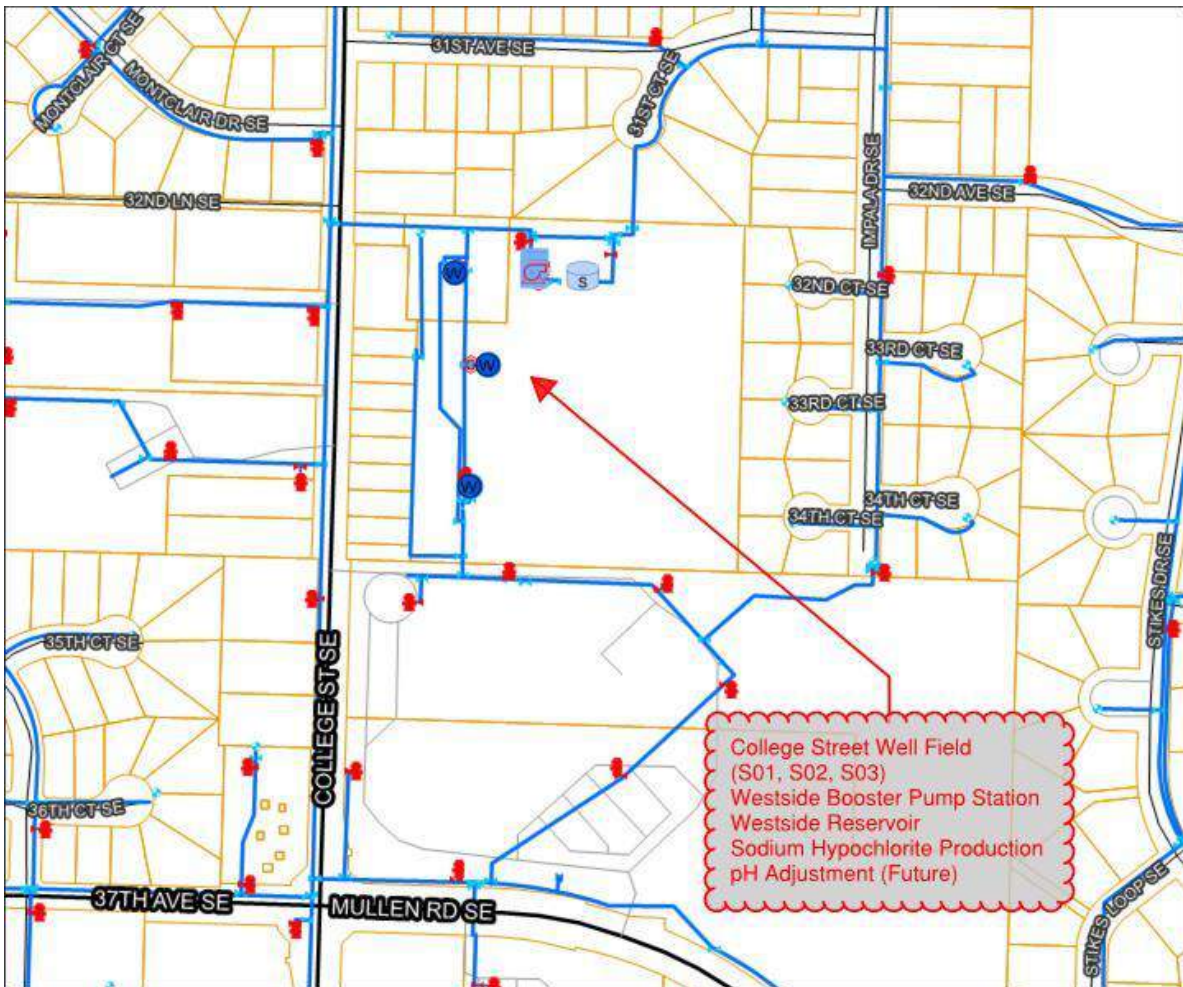 MONTCLAIR CT SE
31ST AVE SE
MONTCLAIR DR SE
31ST CT SE
IMPALA DR SE
32ND LN SE
32ND AVE SE
W
S
32ND CT SE
33RD CT SE
W
33RD CT SE
W
34TH CT SE
34TH CT SE
STIKES DR SE
35TH CT SE
COLLEGE ST SE
College Street Well Field
(S01, S02, S03)
Westside Booster Pump Station
Westside Reservoir
Sodium Hypochlorite Production
pH Adjustment (Future)
36TH CT SE
37TH AVE SE
MULLEN RD SE
STIKES LOOP SE